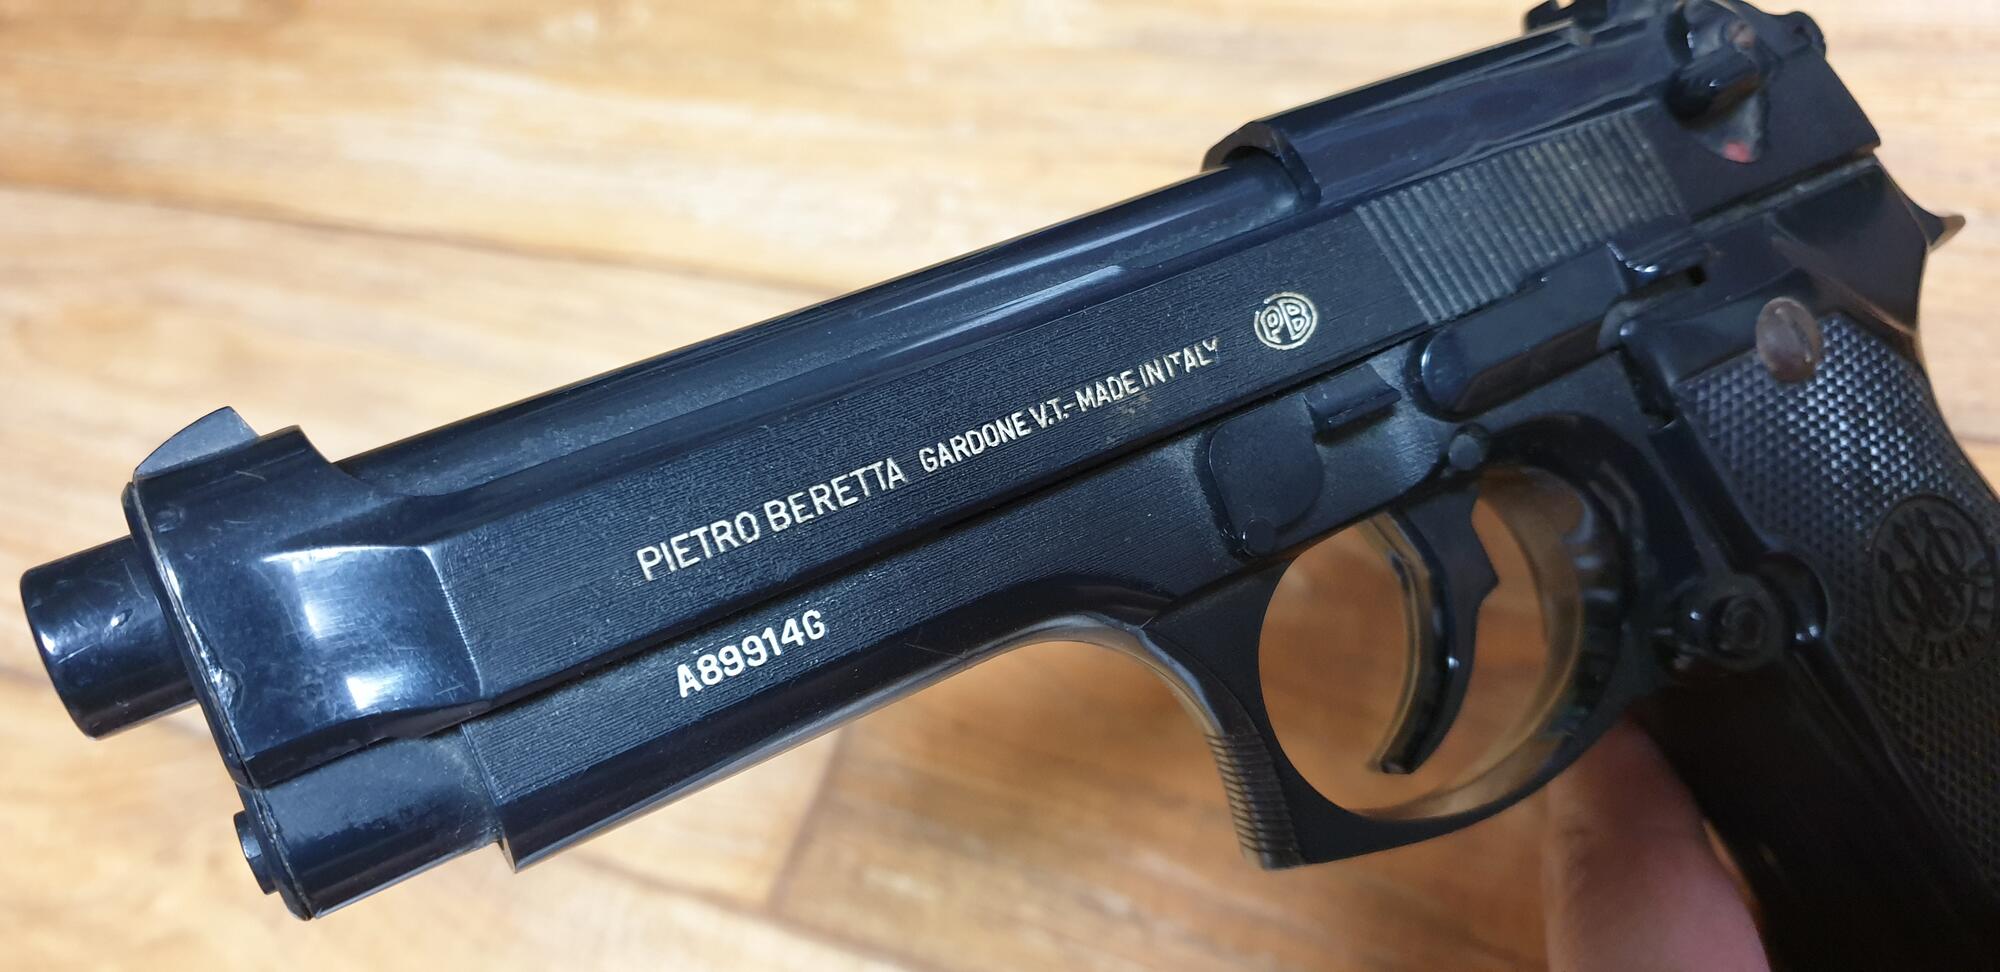 PIETRO BERETTA GARDONE V.T.-MADE IN ITALY PB
A89914G